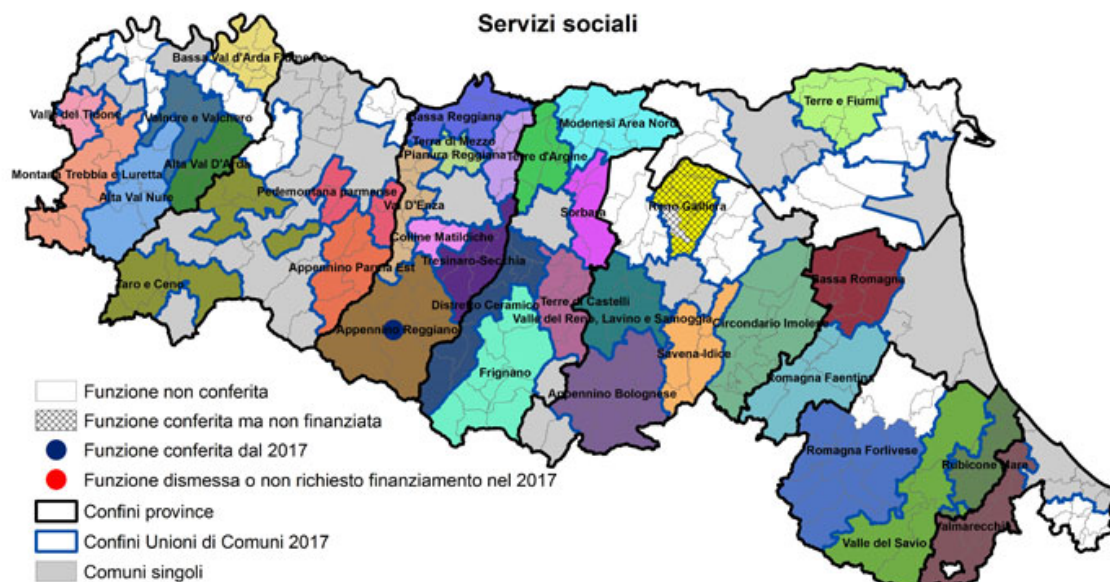 Servizi sociali
Bassa Val d'Arda Fiume Po
Valle del Tidone
Valnure e Valchero
Montana Trebbia e Luretta
Alta Val D'Arda
Alta Val Nure
Bassa Reggiana
Terra di Mezzo
Pianura Reggiana
Terre d'Argine
Modenesi Area Nord
Terre e Fiumi
Pedemontana parmense
Val D'Enza
Sorbara
Reno Galliera
Colline Matildiche
Tresinaro-Secchia
Appennino Parma Est
Taro e Ceno
Bassa Romagna
Distretto Ceramico
Terre di Castelli
Valle del Reno, Lavino e Samoggia
Circondario Imolese
Appennino Reggiano
Savena-Idice
Frignano
Romagna Faentina
Appennino Bolognese
Romagna Forlivese
Rubicone Mare
Valmarecchia
Valle del Savio
Funzione non conferita
Funzione conferita ma non finanziata
Funzione conferita dal 2017
Funzione dismessa o non richiesto finanziamento nel 2017
Confini province
Confini Unioni di Comuni 2017
Comuni singoli